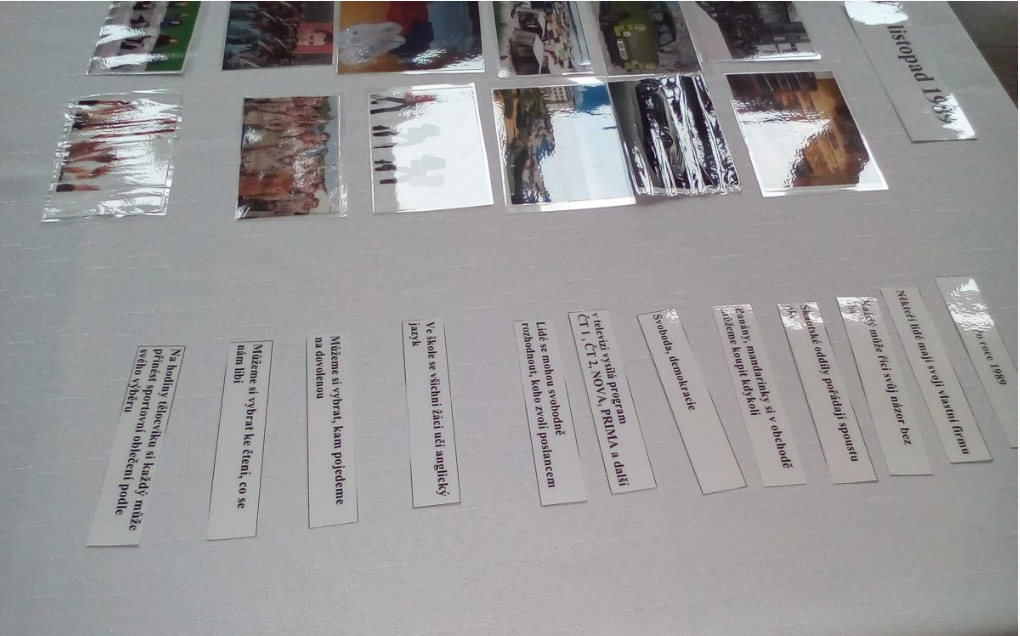 listopad 1989
Po roce 1989
Někteří lidé mají svoji vlastní firmu
Každý může říci svůj názor bez
Skautské oddíly pořádají spoustu
Banány, mandarinky si v obchodě
můžeme koupit kdykoli
Svoboda, demokracie
v televizi vysílá program
ČT 1 , ČT 2, NOVA, PRIMA a další
Lidé se mohou svobodně
rozhodnout, koho zvolí poslancem
Ve škole se všichni žáci učí anglický
jazyk
Můžeme si vybrat, kam pojedeme
na dovolenou
Můžeme si vybrat ke čtení, co se
nám líbí
Na hodiny tělocviku si každý může
přinést sportovní oblečení podle
svého výběru